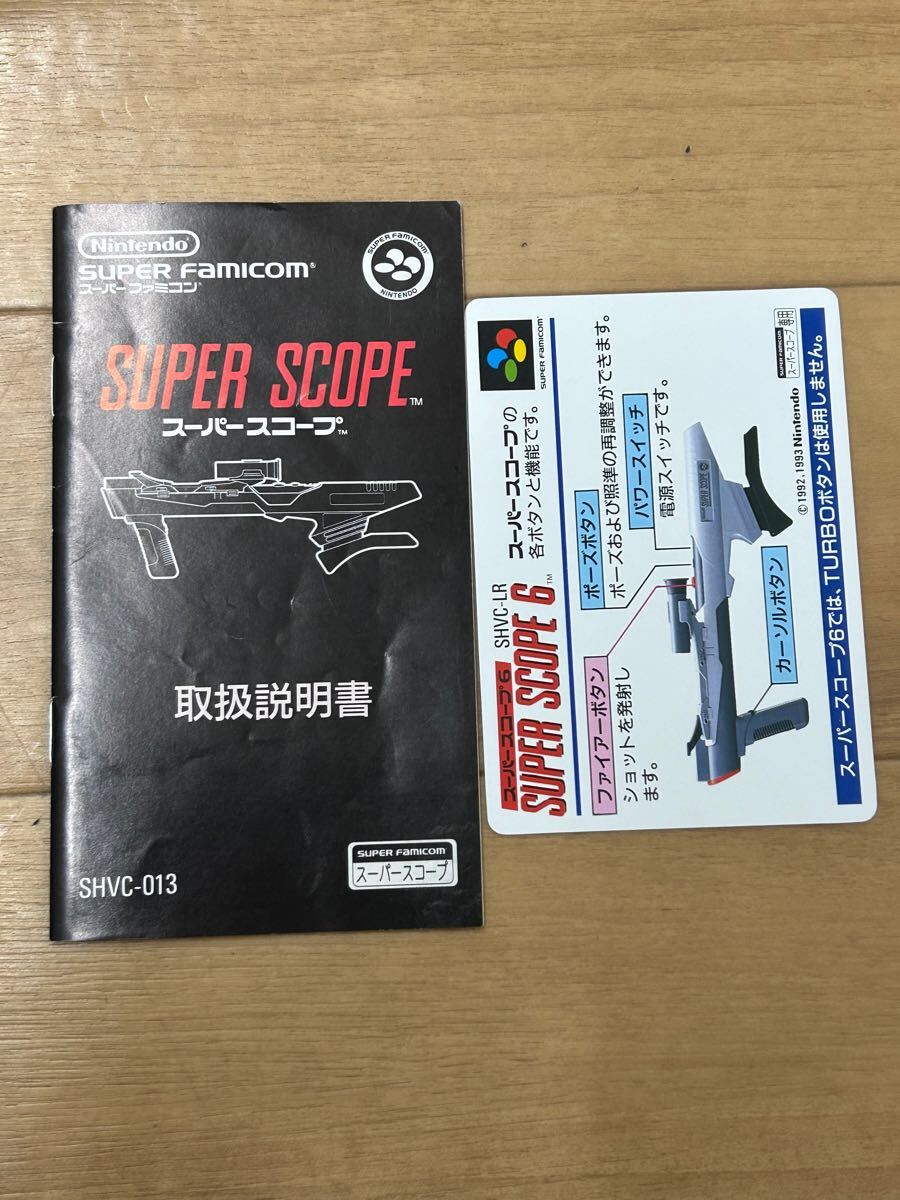 Nintendo
SUPER FAMICOM
スーパーファミコン
SUPER FAMICOM
NINTENDO
SUPER SCOPE™
スーパースコープ™
取扱説明書
SHVC-013
SUPER FAMICOM
スーパースコープ
SUPER FAMICOM
スーパースコープ6
SHVC-LR
SUPER SCOPE 6™
スーパースコープの
各ボタンと機能です。
ファイアーボタン
ショットを発射し
ます。
ポーズボタン
ポーズおよび照準の再調整ができます。
パワースイッチ
電源スイッチです。
SUPER SCOPE
カーソルボタン
SUPER FAMICOM
スーパースコープ
専用
© 1992,1993 Nintendo
スーパースコープ6では、TURBOボタンは使用しません。